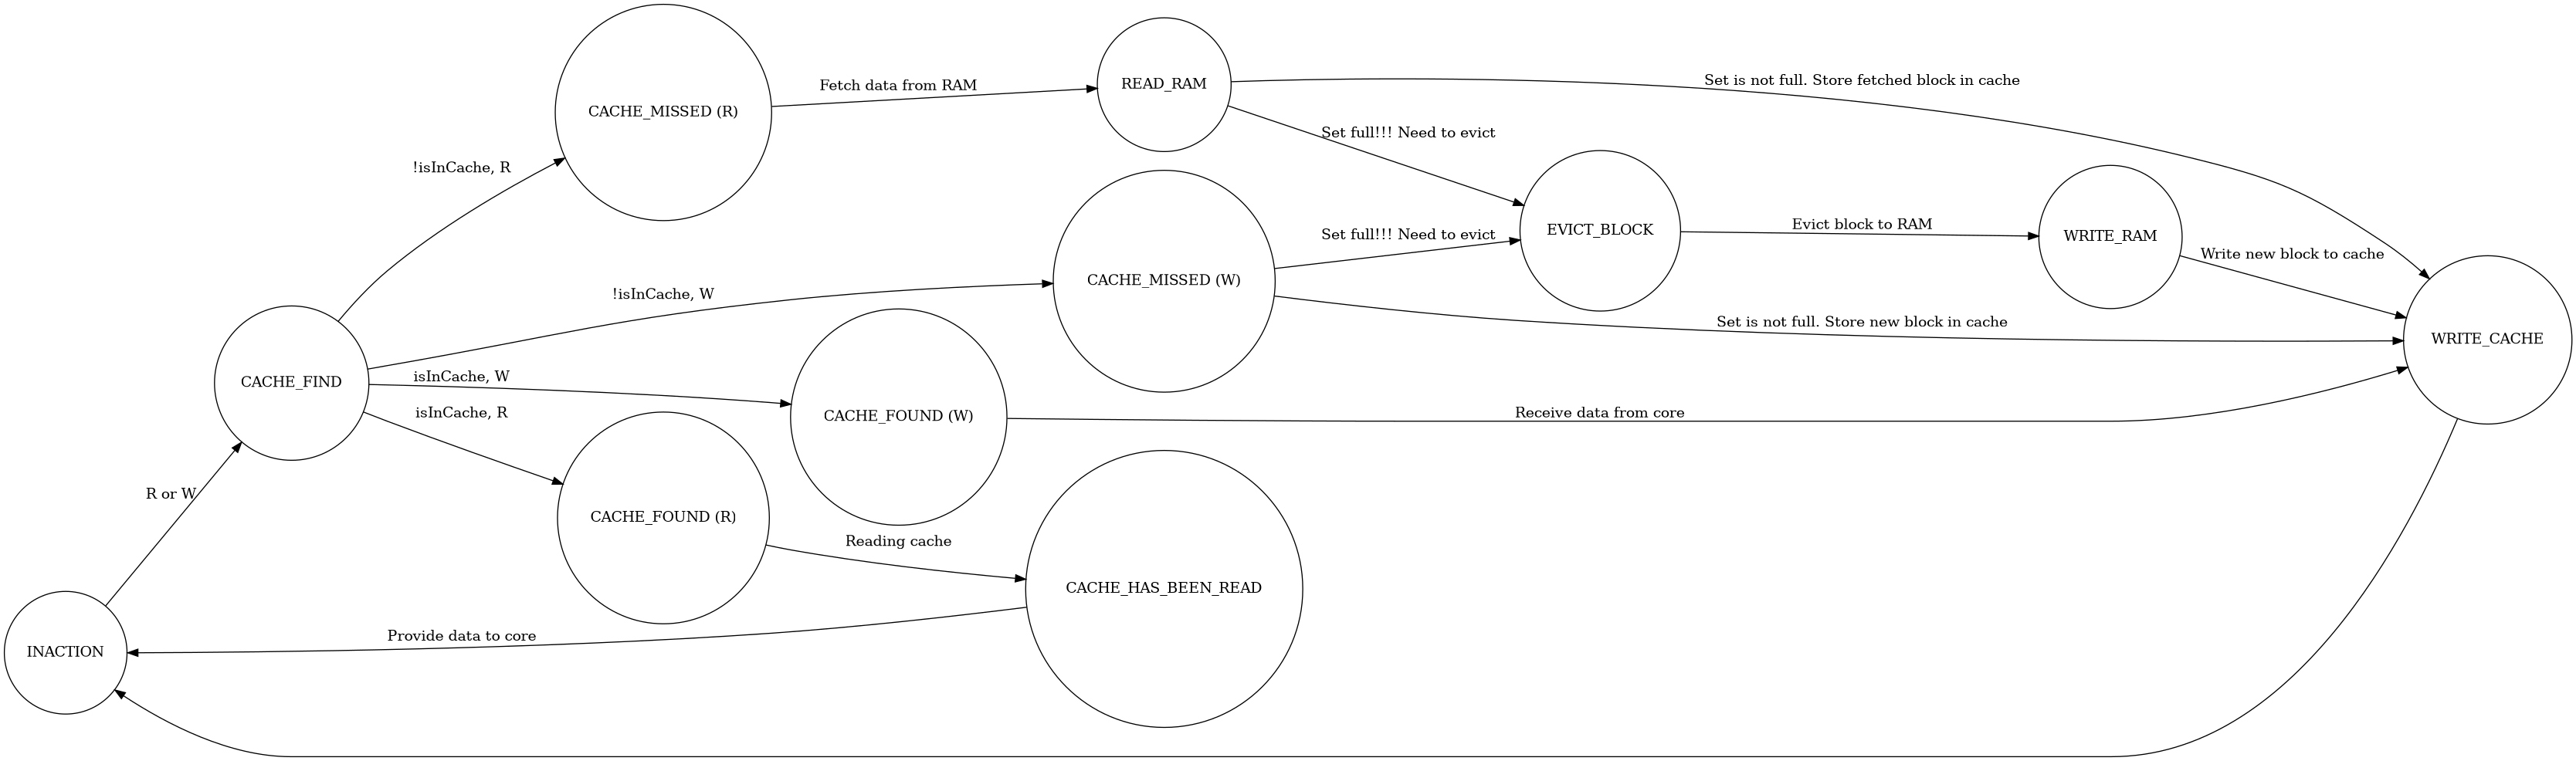 Set is not full. Store fetched block in cache
Fetch data from RAM
READ_RAM
CACHE_MISSED (R)
Set full!!! Need to evict
!isInCache, R
Evict block to RAM
EVICT_BLOCK
WRITE_RAM
Set full!!! Need to evict
Write new block to cache
CACHE_MISSED (W)
!isInCache, W
Set is not full. Store new block in cache
WRITE_CACHE
CACHE_FIND
isInCache, W
isInCache, R
CACHE_FOUND (W)
Receive data from core
R or W
CACHE_FOUND (R)
Reading cache
CACHE_HAS_BEEN_READ
Provide data to core
INACTION